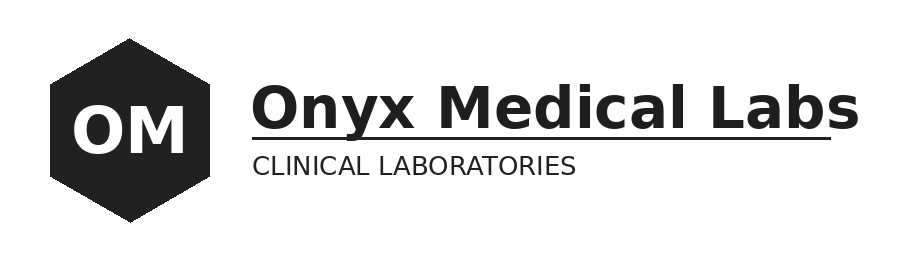 OM
Onyx Medical Labs
CLINICAL LABORATORIES